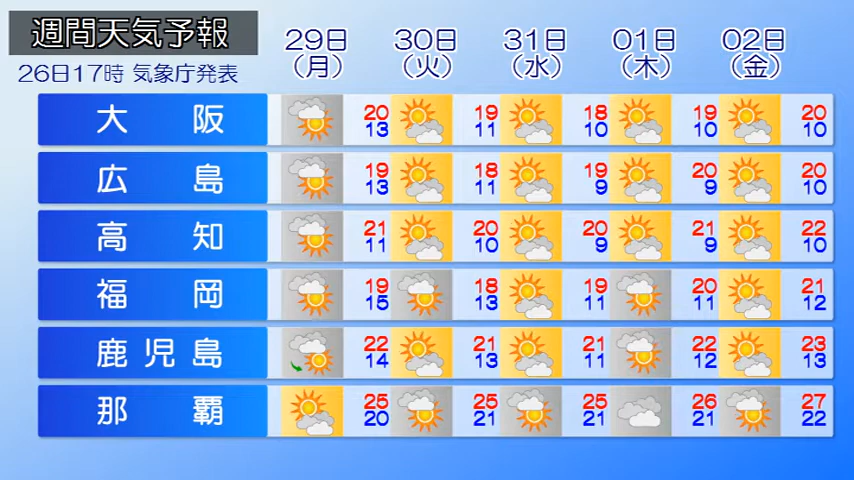 週間天気予報
26日17時 気象庁発表
29日 30日 31日 01日 02日
(月) (火) (水) (木) (金)
大阪 20 19 18 19 20
13 11 10 10 10
広島 19 18 19 20 20
13 11 9 9 10
高知 21 20 20 21 22
11 10 9 9 10
福岡 19 18 19 20 21
15 13 11 11 12
鹿児島 22 21 21 22 23
14 13 11 12 13
那覇 25 25 25 26 27
20 21 21 21 22